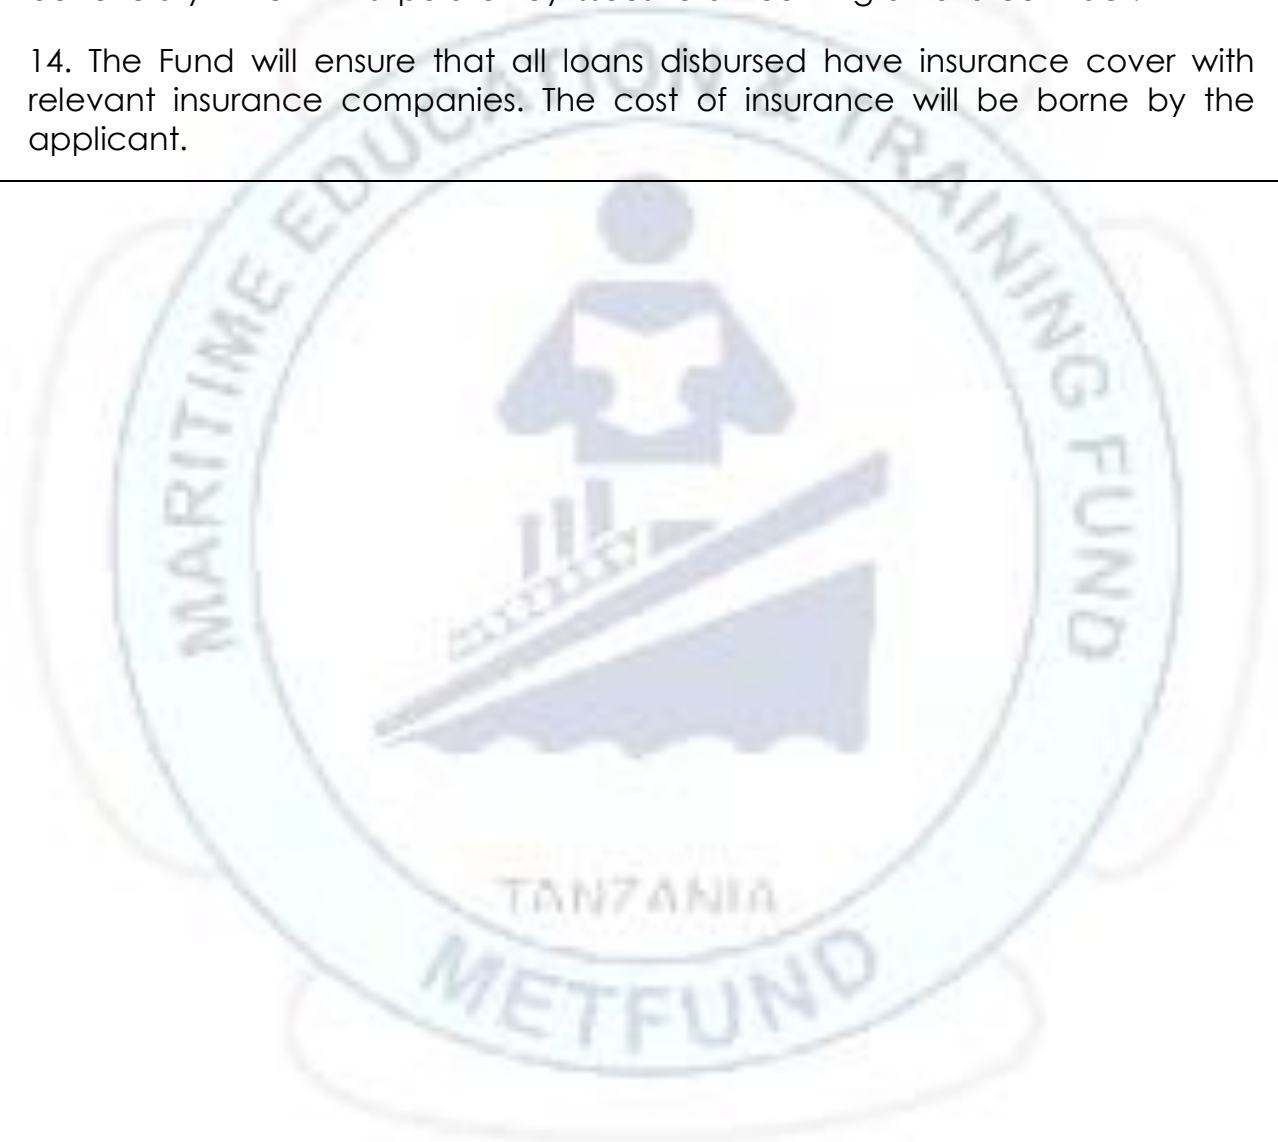 14. The Fund will ensure that all loans disbursed have insurance cover with
relevant insurance companies. The cost of insurance will be borne by the
applicant.
MARITIME EDUCATION & TRAINING FUND
TANZANIA
METFUND